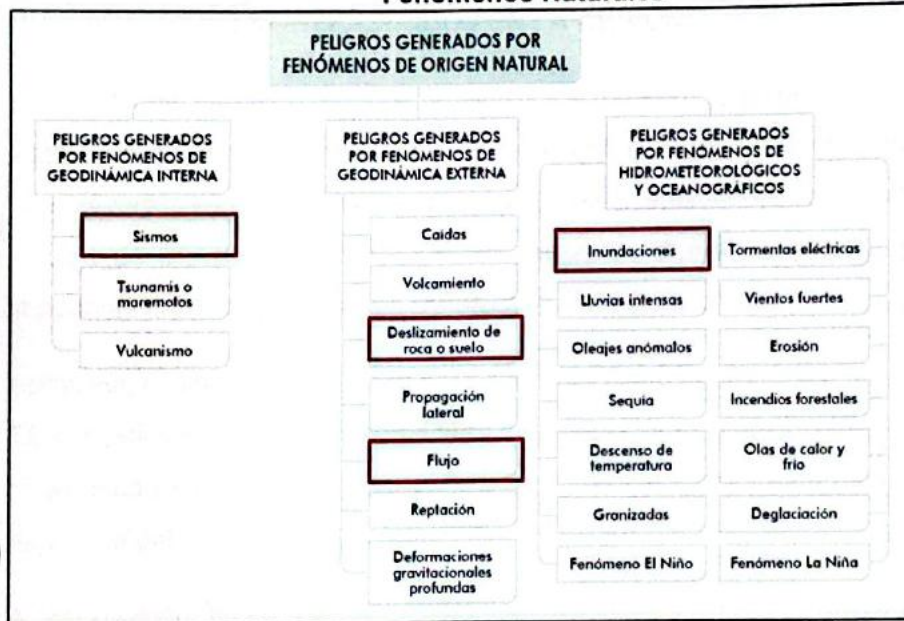 PELIGROS GENERADOS POR
FENÓMENOS DE ORIGEN NATURAL
PELIGROS GENERADOS
POR FENÓMENOS DE
GEODINÁMICA INTERNA
Sismos
Tsunamis o
maremotos
Vulcanismo
PELIGROS GENERADOS
POR FENÓMENOS DE
GEODINÁMICA EXTERNA
Caídas
Volcamiento
Deslizamiento de
roca o suelo
Propagación
lateral
Flujo
Reptación
Deformaciones
gravitacionales
profundas
PELIGROS GENERADOS
POR FENÓMENOS DE
HIDROMETEOROLÓGICOS
Y OCEANOGRÁFICOS
Inundaciones
Lluvias intensas
Oleajes anómalos
Sequía
Descenso de
temperatura
Granizadas
Fenómeno El Niño
Tormentas eléctricas
Vientos fuertes
Erosión
Incendios forestales
Olas de calor y
frío
Deglaciación
Fenómeno La Niña